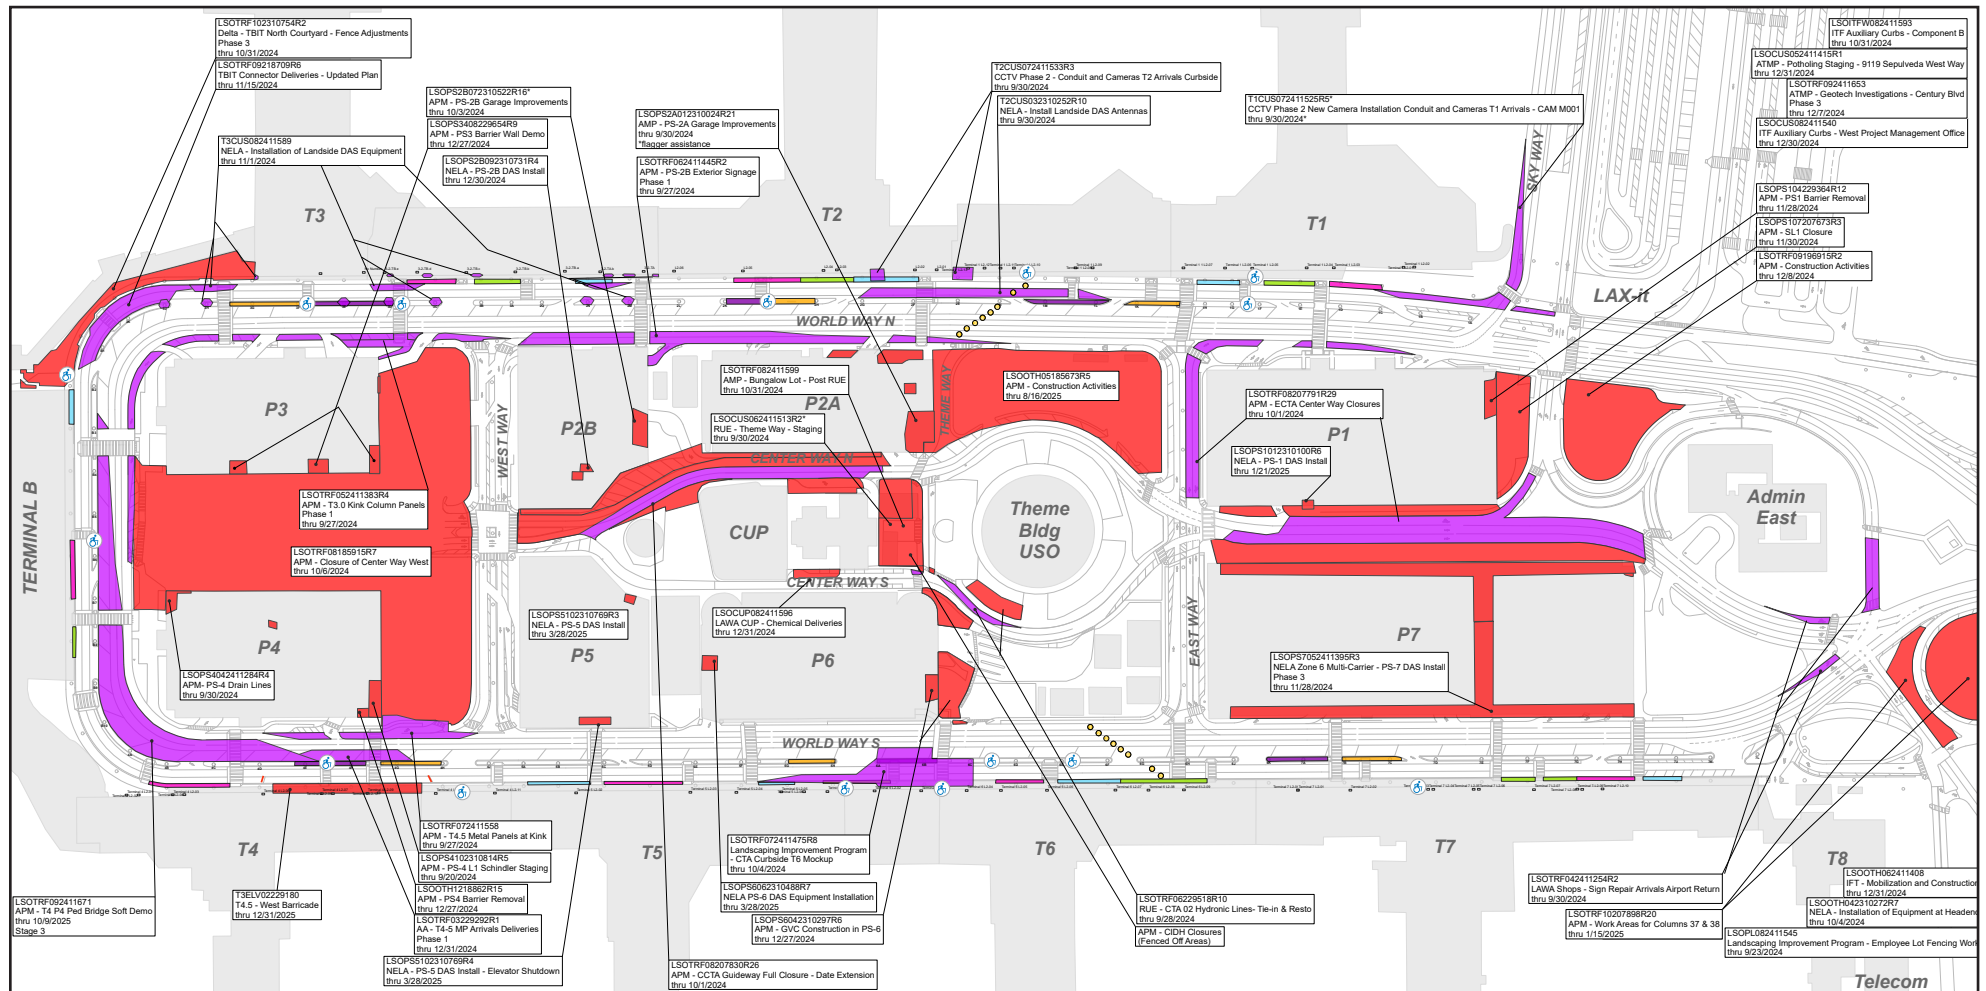 LSOTRF102310754R2
Delta - TBIT North Courtyard - Fence Adjustments
Phase 3
thru 10/31/2024
LSOTRF09218709R6
TBIT Connector Deliveries - Updated Plan
thru 11/15/2024
T3CUS082411589
NELA - Installation of Landside DAS Equipment
thru 11/1/2024
LSOPS2B072310522R16*
APM - PS-2B Garage Improvements
thru 10/3/2024
LSOPS3408229654R9
APM - PS3 Barrier Wall Demo
thru 12/27/2024
LSOPS2B092310731R4
NELA - PS-2B DAS Install
thru 12/30/2024
LSOPS2A012310024R21
AMP - PS-2A Garage Improvements
thru 9/30/2024
*flagger assistance
LSOTRF062411445R2
APM - PS-2B Exterior Signage
Phase 1
thru 9/27/2024
T2CUS072411533R3
CCTV Phase 2 - Conduit and Cameras T2 Arrivals Curbside
thru 9/30/2024
T2CUS032310252R10
NELA - Install Landside DAS Antennas
thru 9/30/2024
T1CUS072411525R5*
CCTV Phase 2 New Camera Installation Conduit and Cameras T1 Arrivals - CAM M001
thru 9/30/2024*
LSOITFW082411593
ITF Auxiliary Curbs - Component B
thru 10/31/2024
LSOCUS052411415R1
ATMP - Potholing Staging - 9119 Sepulveda West Way
thru 12/31/2024
LSOTRF092411653
ATMP - Geotech Investigations - Century Blvd
Phase 3
thru 12/7/2024
LSOCUS082411540
ITF Auxiliary Curbs - West Project Management Office
thru 12/30/2024
LSOPS104229364R12
APM - PS1 Barrier Removal
thru 11/28/2024
LSOPS107207673R3
APM - SL1 Closure
thru 11/30/2024
LSOTRF09196915R2
APM - Construction Activities
thru 12/8/2024
SKY WAY
T3
T2
T1
LAX-it
WORLD WAY N
P3
WEST WAY
P2B
P2A
THEME WAY
LSOTRF082411599
AMP - Bungalow Lot - Post RUE
thru 10/31/2024
LSOCUS062411513R2*
RUE - Theme Way - Staging
thru 9/30/2024
LSOOTH05185673R5
APM - Construction Activities
thru 8/16/2025
LSOTRF08207791R29
APM - ECTA Center Way Closures
thru 10/1/2024
P1
LSOPS1012310100R6
NELA - PS-1 DAS Install
thru 1/21/2025
CENTER WAY N
TERMINAL B
LSOTRF052411383R4
APM - T3.0 Kink Column Panels
Phase 1
thru 9/27/2024
LSOTRF08185915R7
APM - Closure of Center Way West
thru 10/6/2024
CUP
Theme
Bldg
USO
Admin
East
CENTER WAY S
LSOPS5102310769R3
NELA - PS-5 DAS Install
thru 3/28/2025
LSOCUP082411596
LAWA CUP - Chemical Deliveries
thru 12/31/2024
P4
P5
P6
EAST WAY
P7
LSOPS4042411284R4
APM- PS-4 Drain Lines
thru 9/30/2024
LSOPS7052411395R3
NELA Zone 6 Multi-Carrier - PS-7 DAS Install
Phase 3
thru 11/28/2024
WORLD WAY S
T4
T5
T6
T7
T8
LSOTRF072411558
APM - T4.5 Metal Panels at Kink
thru 9/27/2024
LSOPS4102310814R5
APM - PS-4 L1 Schindler Staging
thru 9/20/2024
LSOOTH1218862R15
APM - PS4 Barrier Removal
thru 12/27/2024
LSOTRF03229292R1
AA - T4-5 MP Arrivals Deliveries
Phase 1
thru 12/31/2024
LSOPS5102310769R4
NELA - PS-5 DAS Install - Elevator Shutdown
thru 3/28/2025
LSOTRF092411671
APM - T4 P4 Ped Bridge Soft Demo
thru 10/9/2025
Stage 3
T3ELV02229180
T4.5 - West Barricade
thru 12/31/2025
LSOTRF072411475R8
Landscaping Improvement Program
- CTA Curbside T6 Mockup
thru 10/4/2024
LSOPS6062310488R7
NELA PS-6 DAS Equipment Installation
thru 3/28/2025
LSOPS6042310297R6
APM - GVC Construction in PS-6
thru 12/27/2024
LSOTRF08207830R26
APM - CCTA Guideway Full Closure - Date Extension
thru 10/1/2024
LSOTRF06229518R10
RUE - CTA 02 Hydronic Lines- Tie-in & Resto
thru 9/28/2024
APM - CIDH Closures
(Fenced Off Areas)
LSOTRF042411254R2
LAWA Shops - Sign Repair Arrivals Airport Return
thru 9/30/2024
LSOTRF10207898R20
APM - Work Areas for Columns 37 & 38
thru 1/15/2025
LSOOTH062411408
IFT - Mobilization and Construction
thru 12/31/2024
LSOOTH042310272R7
NELA - Installation of Equipment at Headend
thru 10/4/2024
LSOPL082411545
Landscaping Improvement Program - Employee Lot Fencing Work
thru 9/23/2024
Telecom